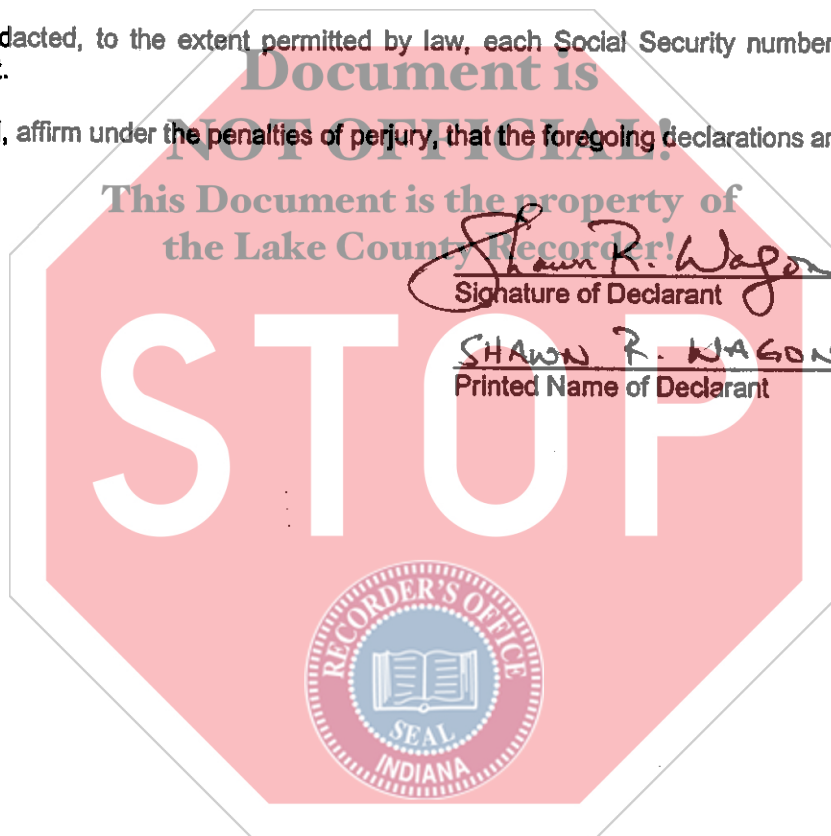 dacted, to the extent permitted by law, each Social Security number
t.
Document is
, affirm under the penalties of perjury, that the foregoing declarations ar
NOT OFFICIAL!
This Document is the property of
the Lake County Recorder!
Shawn R. Wagon
Signature of Declarant
SHAWN R. WAGON
Printed Name of Declarant
STOP
RECORDER'S OFFICE
SEAL
INDIANA